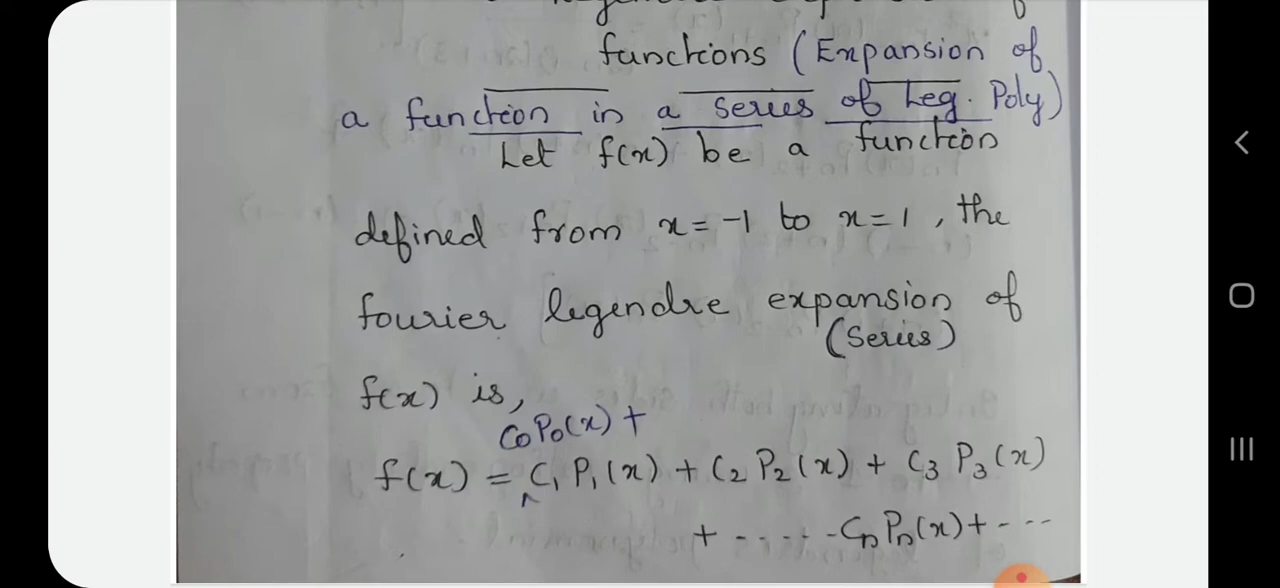 functions (Expansion of
a function in a series of Leg. Poly)
Let f(x) be a function
defined from x = -1 to x = 1, the
fourier legendre expansion of
(Series)
f(x) is,
C0P0(x) +
f(x) = C1 P1(x) + C2 P2(x) + C3 P3(x)
+ ..... CnPn(x) + ---